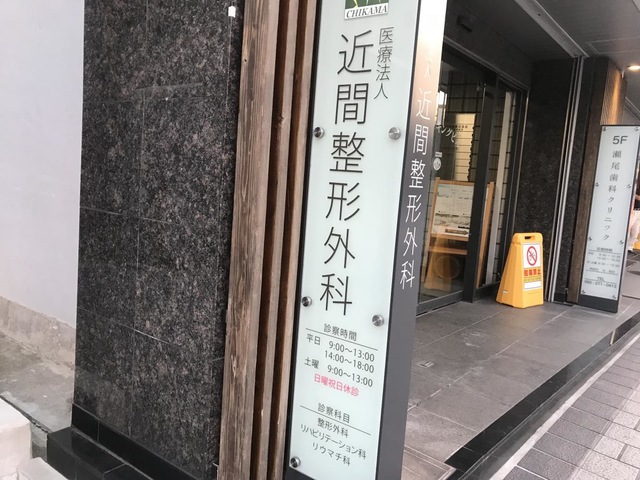 CHIKAMA
医療法人
近間整形外科
診察時間
平日 9:00〜13:00
14:00〜18:00
土曜 9:00〜13:00
日曜祝日休診
診察科目
整形外科
リハビリテーション科
リウマチ科
人 近間整形外科
5F
瀬尾歯科クリニック
TEL